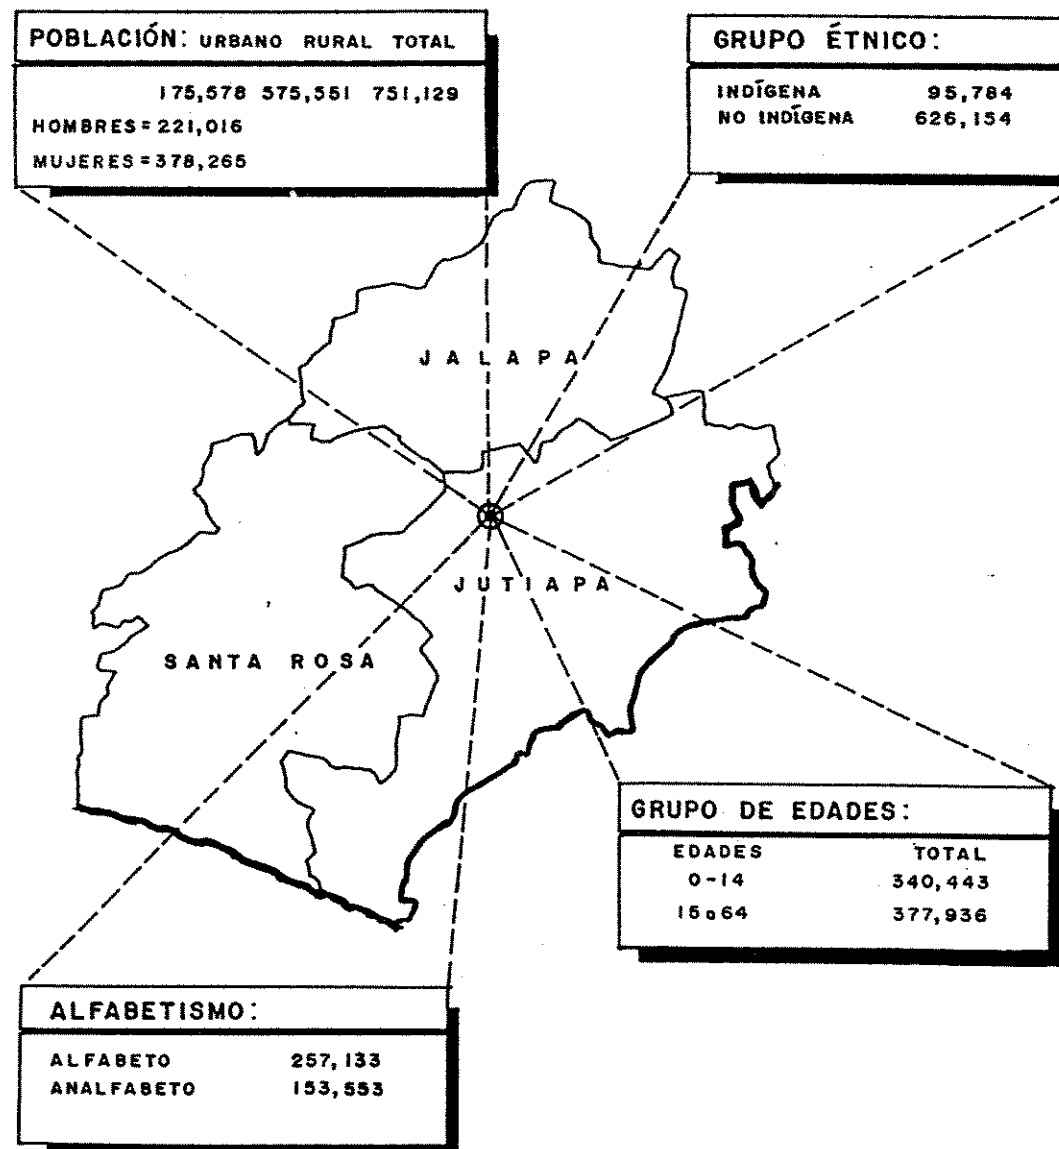 POBLACIÓN: URBANO RURAL TOTAL
175,578 575,551 751,129
HOMBRES=221,016
MUJERES=378,265
GRUPO ÉTNICO:
INDÍGENA 95,784
NO INDÍGENA 626,154
JALAPA
JUTIAPA
SANTA ROSA
GRUPO DE EDADES:
EDADES TOTAL
0-14 340,443
15a64 377,936
ALFABETISMO:
ALFABETO 257,133
ANALFABETO 153,553